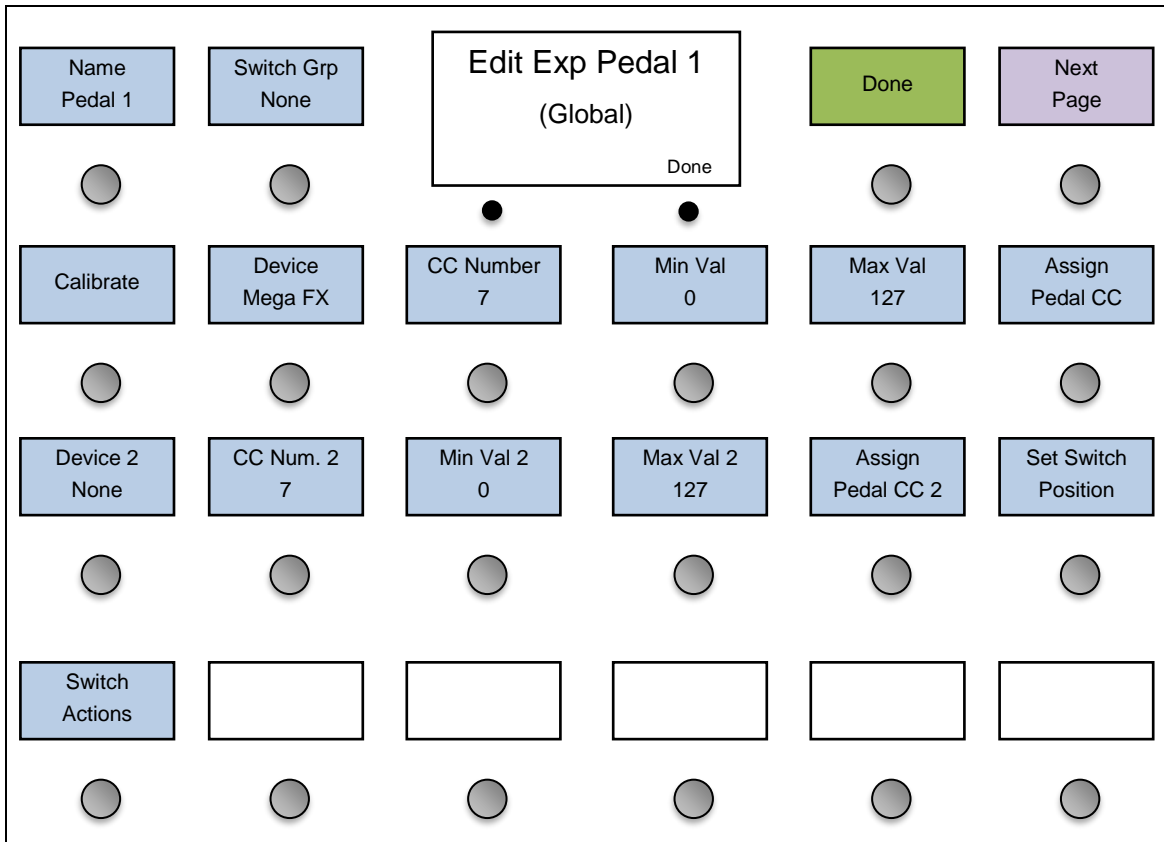 Name
Pedal 1
Switch Grp
None
Edit Exp Pedal 1
(Global)
Done
Done
Next
Page
Calibrate
Device
Mega FX
CC Number
7
Min Val
0
Max Val
127
Assign
Pedal CC
Device 2
None
CC Num. 2
7
Min Val 2
0
Max Val 2
127
Assign
Pedal CC 2
Set Switch
Position
Switch
Actions